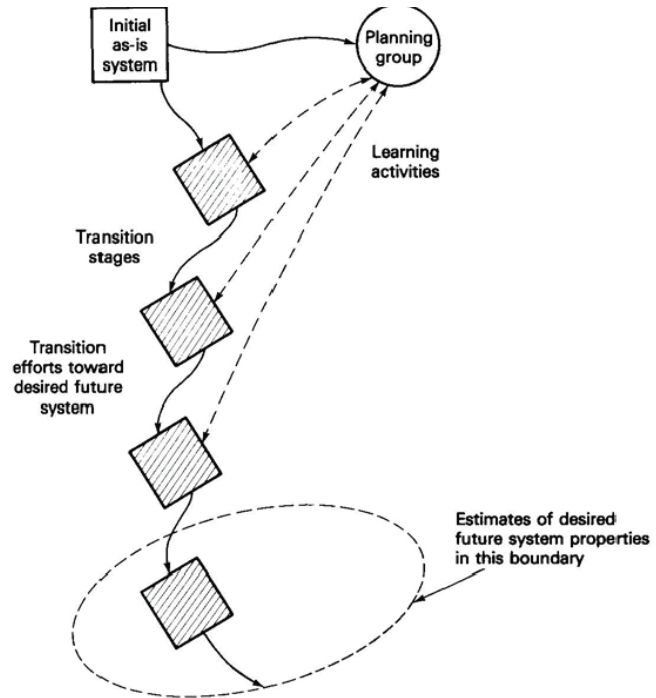 Initial
as-is
system
Planning
group
Learning
activities
Transition
stages
Transition
efforts toward
desired future
system
Estimates of desired
future system properties
in this boundary